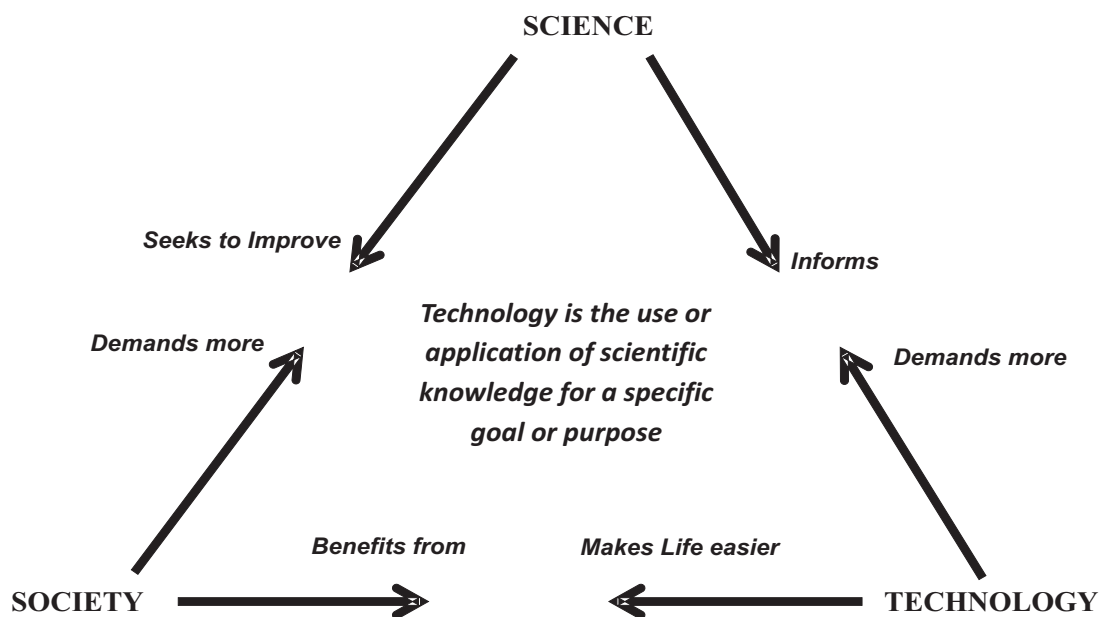 SCIENCE
Seeks to Improve
Informs
Technology is the use or
application of scientific
knowledge for a specific
goal or purpose
Demands more
Demands more
Benefits from
Makes Life easier
SOCIETY
TECHNOLOGY